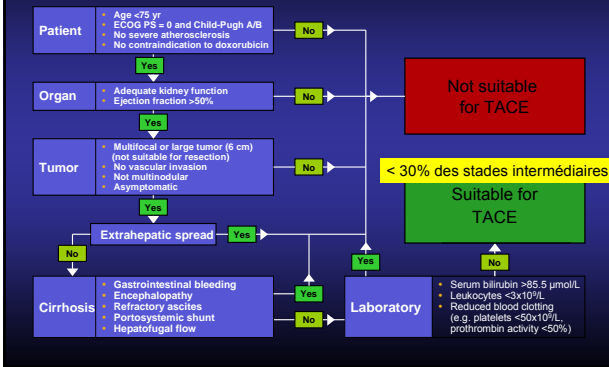 Patient
Age <75 yr
ECOG PS = 0 and Child-Pugh A/B
No severe atherosclerosis
No contraindication to doxorubicin
No
Yes
Organ
Adequate kidney function
Ejection fraction >50%
No
Not suitable
for TACE
Yes
Tumor
Multifocal or large tumor (6 cm)
(not suitable for resection)
No vascular invasion
Not multinodular
Asymptomatic
No
< 30% des stades intermédiaires
Suitable for
TACE
Yes
Extrahepatic spread
Yes
No
Yes
No
Cirrhosis
Gastrointestinal bleeding
Encephalopathy
Refractory ascites
Portosystemic shunt
Hepatofugal flow
Yes
No
Laboratory
Serum bilirubin >85.5 µmol/L
Leukocytes <3x10⁹/L
Reduced blood clotting
(e.g. platelets <50x10⁹/L,
prothrombin activity <50%)